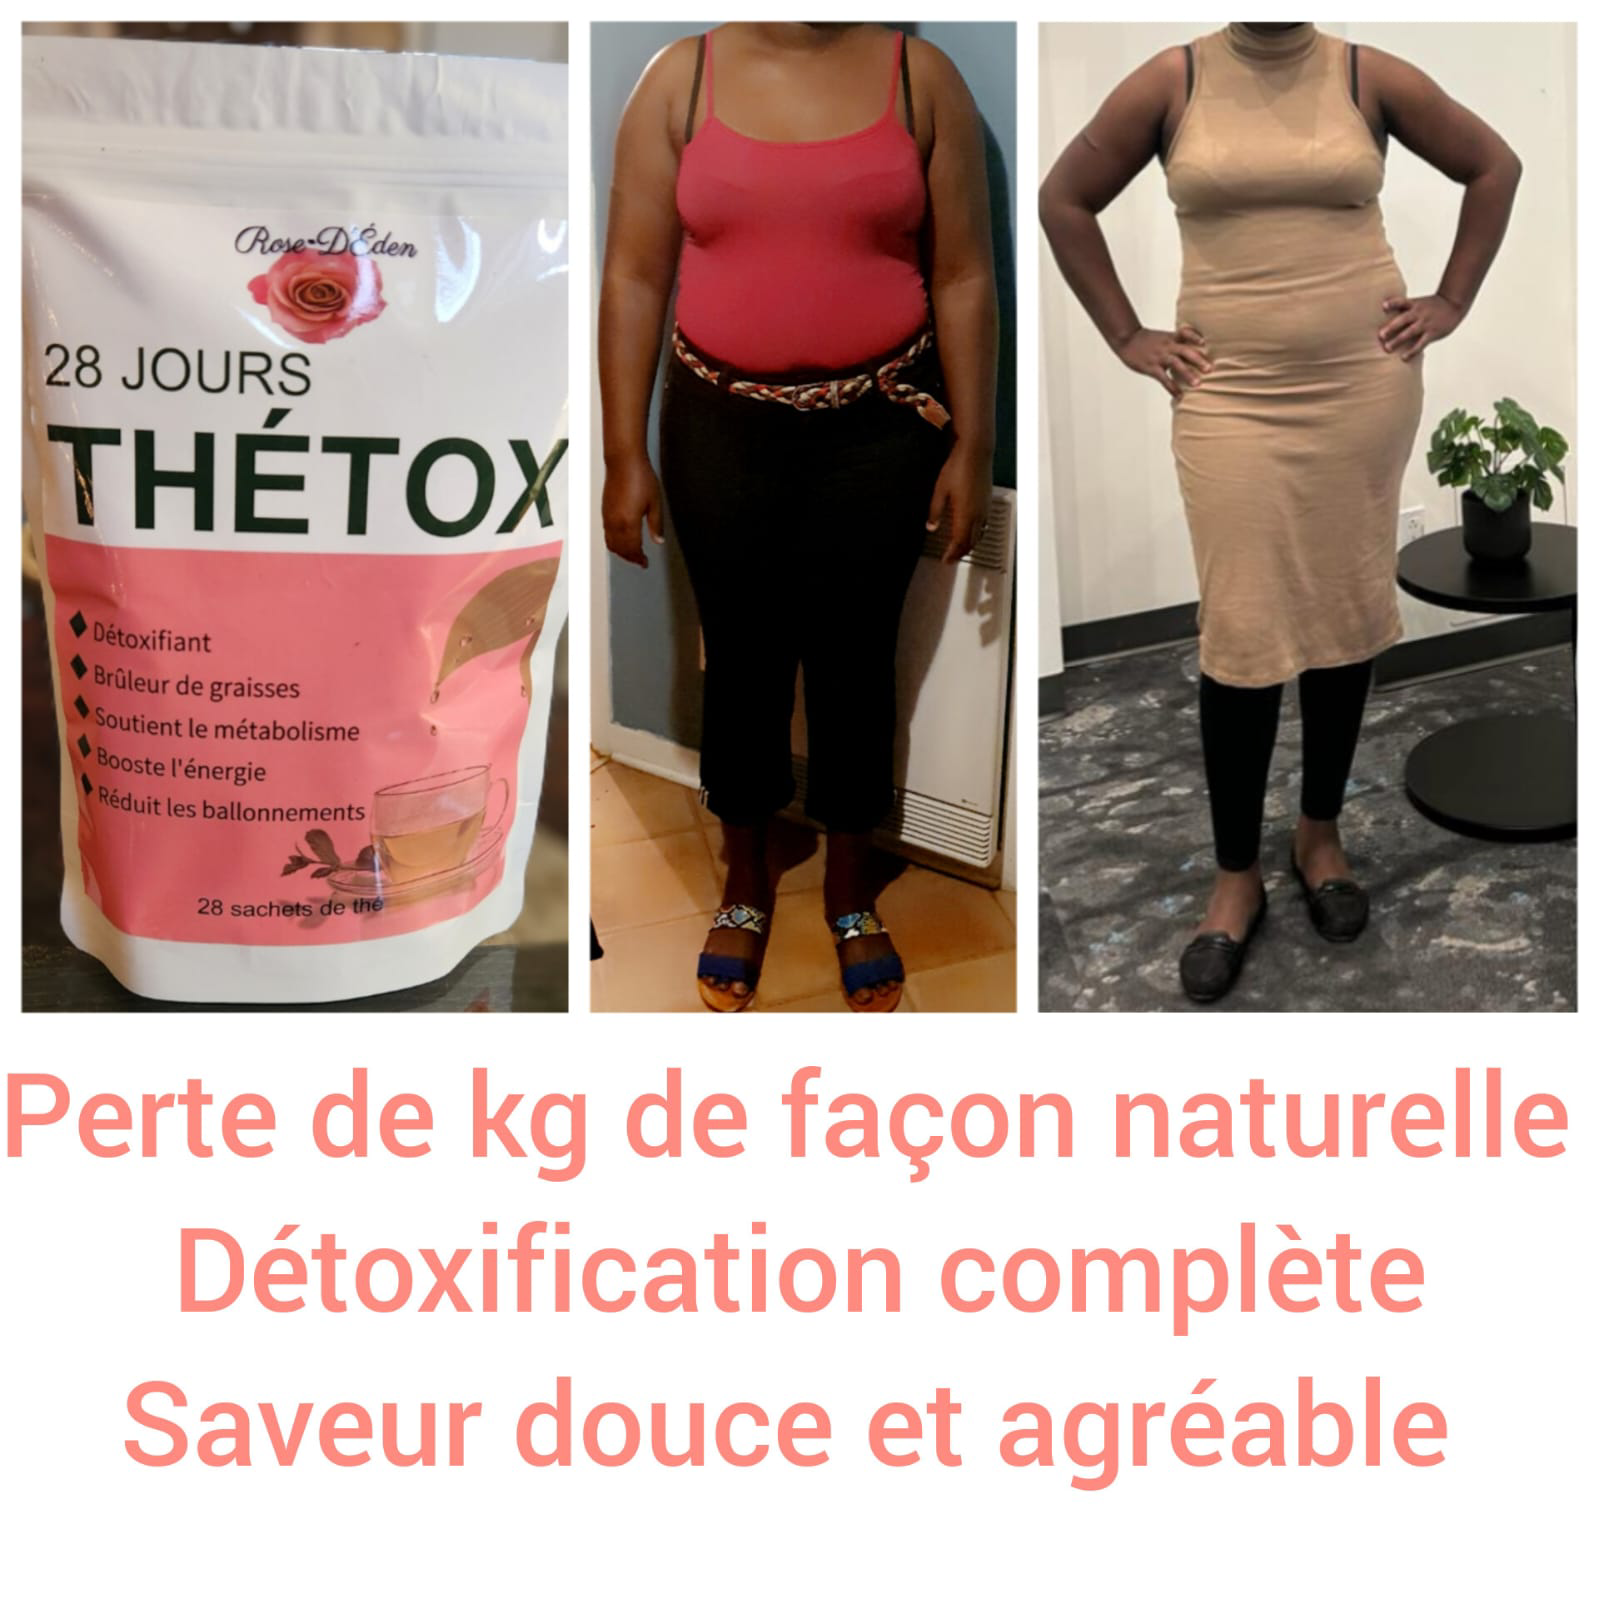 Rose-D'Éden
28 JOURS
THÉTOX
Détoxifiant
Brûleur de graisses
Soutient le métabolisme
Booste l'énergie
Réduit les ballonnements
28 sachets de thé
Perte de kg de façon naturelle
Détoxification complète
Saveur douce et agréable